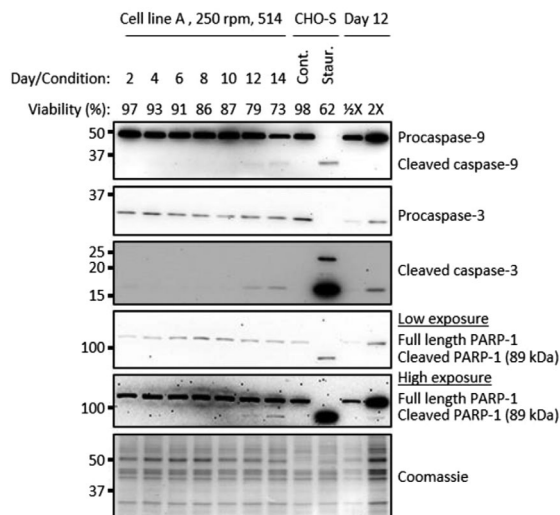 Cell line A , 250 rpm, 514 CHO-S Day 12
Day/Condition: 2 4 6 8 10 12 14 Cont. Staur.
Viability (%): 97 93 91 86 87 79 73 98 62 ½X 2X
50 Procaspase-9
37 Cleaved caspase-9
37
Procaspase-3
25
20 Cleaved caspase-3
15
Low exposure
Full length PARP-1
100 Cleaved PARP-1 (89 kDa)
High exposure
Full length PARP-1
100 Cleaved PARP-1 (89 kDa)
50 Coomassie
37